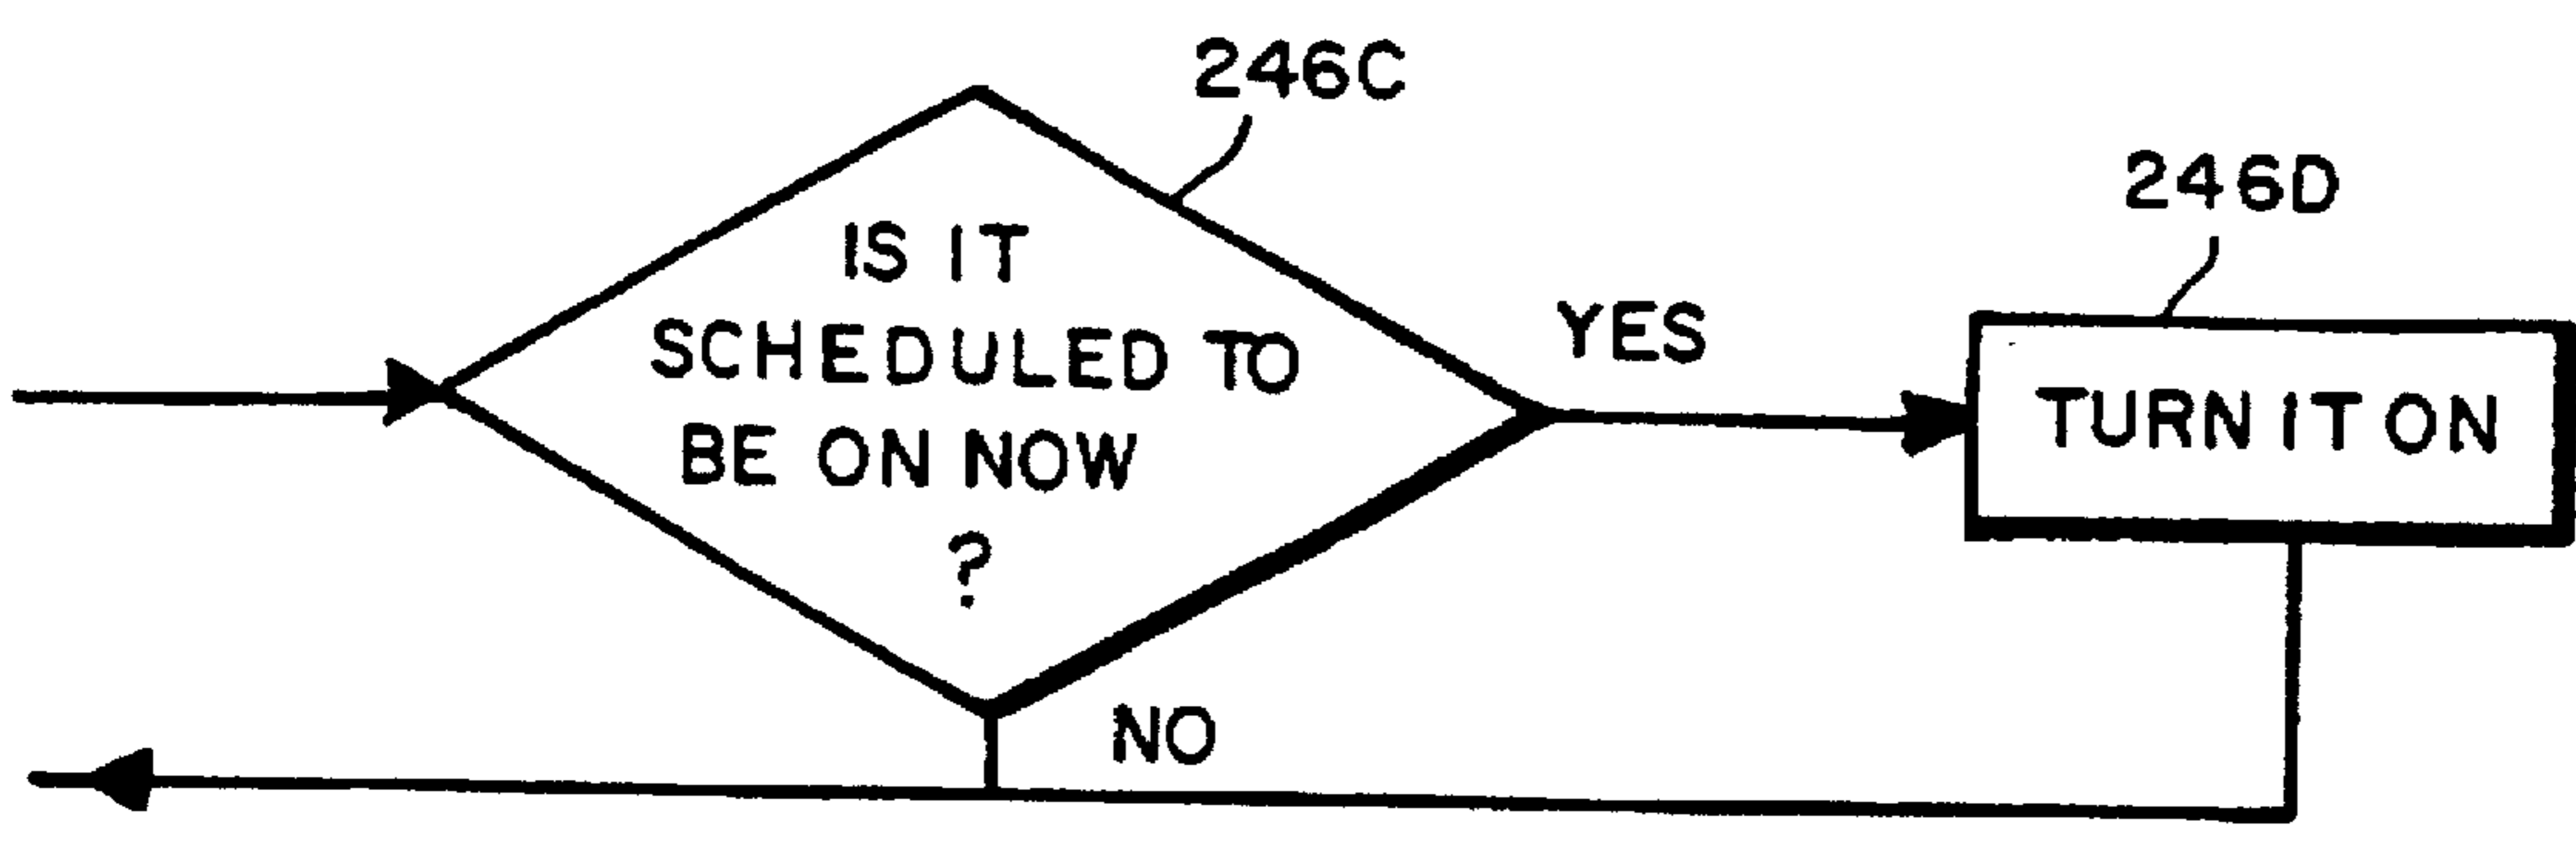 246C
246D
IS IT
SCHEDULED TO
BE ON NOW
?
YES
TURN IT ON
NO